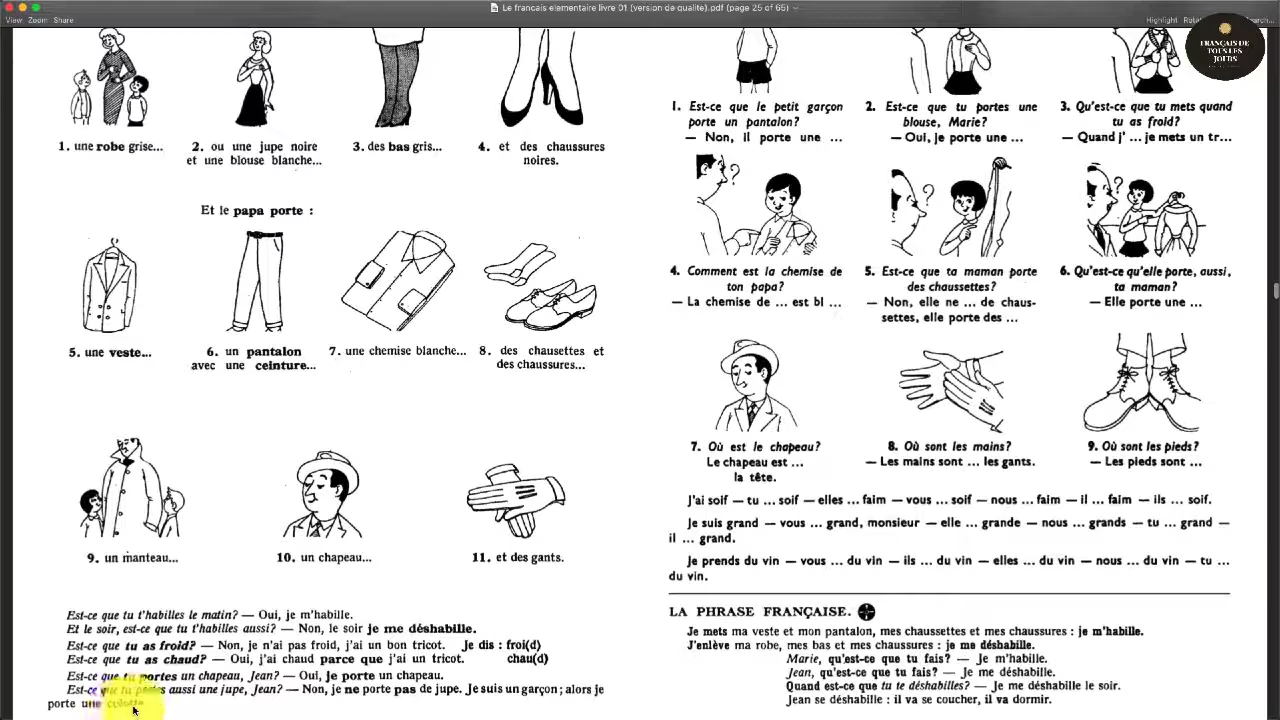 Le francais elementaire livre 01 (version de qualite).pdf (page 25 of 65)
View Zoom Share
Highlight
FRANÇAIS DE
TOUS LES
JOURS
1. une robe grise...
2. ou une jupe noire
et une blouse blanche...
3. des bas gris...
4. et des chaussures
noires.
Et le papa porte :
5. une veste...
6. un pantalon
avec une ceinture...
7. une chemise blanche...
8. des chausettes et
des chaussures...
9. un manteau...
10. un chapeau...
11. et des gants.
Est-ce que tu t'habilles le matin? — Oui, je m'habille.
Et le soir, est-ce que tu t'habilles aussi? — Non, le soir je me déshabille.
Est-ce que tu as froid? — Non, je n'ai pas froid, j'ai un bon tricot. Je dis : froi(d)
Est-ce que tu as chaud? — Oui, j'ai chaud parce que j'ai un tricot. chau(d)
Est-ce que tu portes un chapeau, Jean? — Oui, je porte un chapeau.
Est-ce que tu portes aussi une jupe, Jean? — Non, je ne porte pas de jupe. Je suis un garçon; alors je
porte une culotte
1. Est-ce que le petit garçon
porte un pantalon?
— Non, il porte une ...
2. Est-ce que tu portes une
blouse, Marie?
— Oui, je porte une ...
3. Qu'est-ce que tu mets quand
tu as froid?
— Quand j' ... je mets un tr...
4. Comment est la chemise de
ton papa?
— La chemise de ... est bl ...
5. Est-ce que ta maman porte
des chaussettes?
— Non, elle ne ... de chaus-
settes, elle porte des ...
6. Qu'est-ce qu'elle porte, aussi,
ta maman?
— Elle porte une ...
7. Où est le chapeau?
Le chapeau est ...
la tête.
8. Où sont les mains?
— Les mains sont ... les gants.
9. Où sont les pieds?
— Les pieds sont ...
J'ai soif — tu ... soif — elles ... faim — vous ... soif — nous ... faim — il ... faim — ils ... soif.
Je suis grand — vous ... grand, monsieur — elle ... grande — nous ... grands — tu ... grand —
il ... grand.
Je prends du vin — vous ... du vin — ils ... du vin — elles ... du vin — nous ... du vin — tu ...
du vin.
LA PHRASE FRANÇAISE.
Je mets ma veste et mon pantalon, mes chaussettes et mes chaussures : je m'habille.
J'enlève ma robe, mes bas et mes chaussures : je me déshabille.
Marie, qu'est-ce que tu fais? — Je m'habille.
Jean, qu'est-ce que tu fais? — Je me déshabille.
Quand est-ce que tu te déshabilles? — Je me déshabille le soir.
Jean se déshabille : il va se coucher, il va dormir.